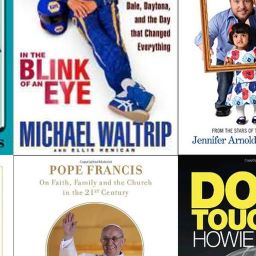 Dale, Daytona,
and the Day
that Changed
Everything
IN THE
BLINK
OF AN
EYE
MICHAEL WALTRIP
AND ELLIS HENICAN
FROM THE STARS OF
Jennifer Arnold
S
POPE FRANCIS
On Faith, Family and the Church
in the 21st Century
DO
TOUC
HOWIE